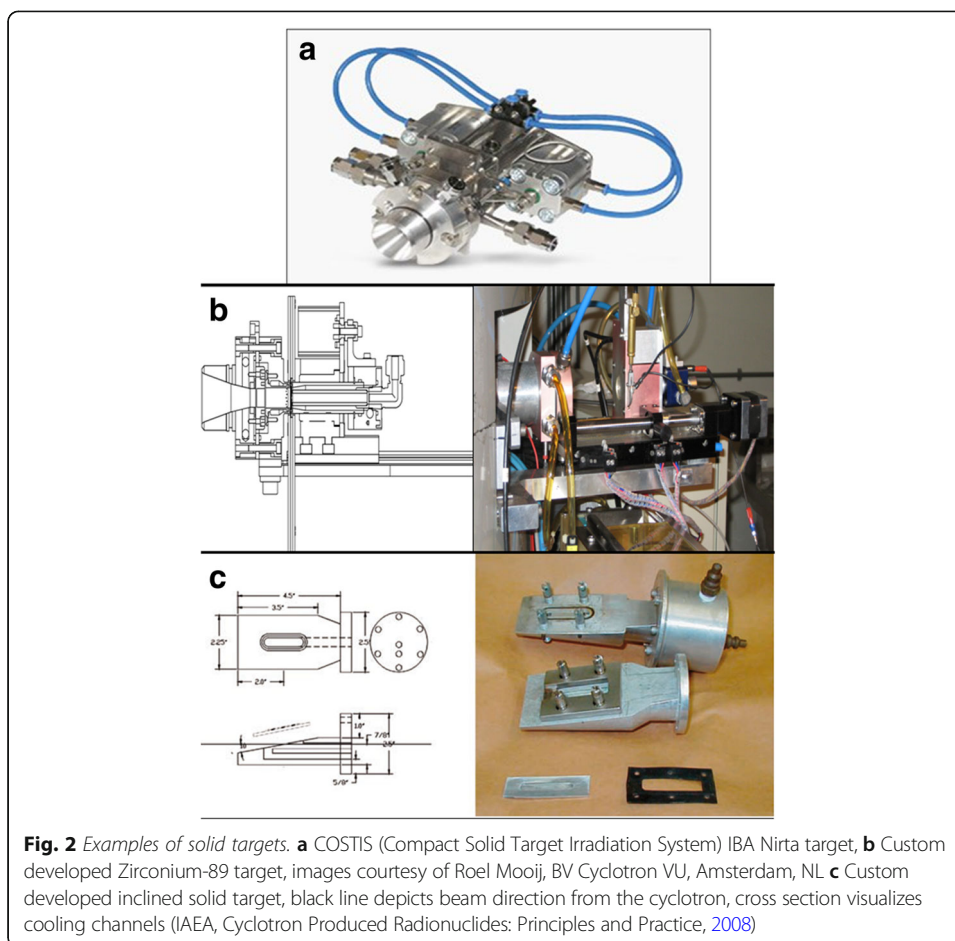 a
b
c
4.5"
3.5"
2.25"
2.5"
2.0"
1.0"
7/8"
2.5"
10
5/8"
Fig. 2 Examples of solid targets. a COSTIS (Compact Solid Target Irradiation System) IBA Nirta target, b Custom
developed Zirconium-89 target, images courtesy of Roel Mooij, BV Cyclotron VU, Amsterdam, NL c Custom
developed inclined solid target, black line depicts beam direction from the cyclotron, cross section visualizes
cooling channels (IAEA, Cyclotron Produced Radionuclides: Principles and Practice, 2008)